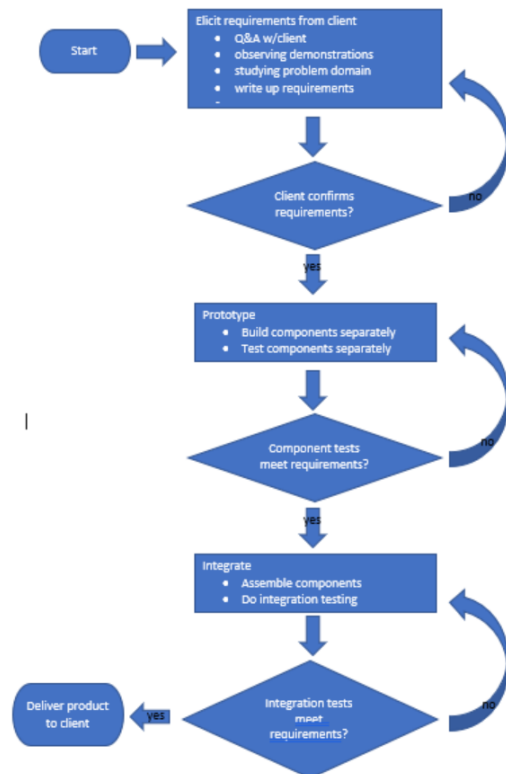 Start
Elicit requirements from client
• Q&A w/client
• observing demonstrations
• studying problem domain
• write up requirements
-
Client confirms
requirements?
no
yes
Prototype
• Build components separately
• Test components separately
Component tests
meet requirements?
no
yes
Integrate
• Assemble components
• Do integration testing
Integration tests
meet
requirements?
no
yes
Deliver product
to client